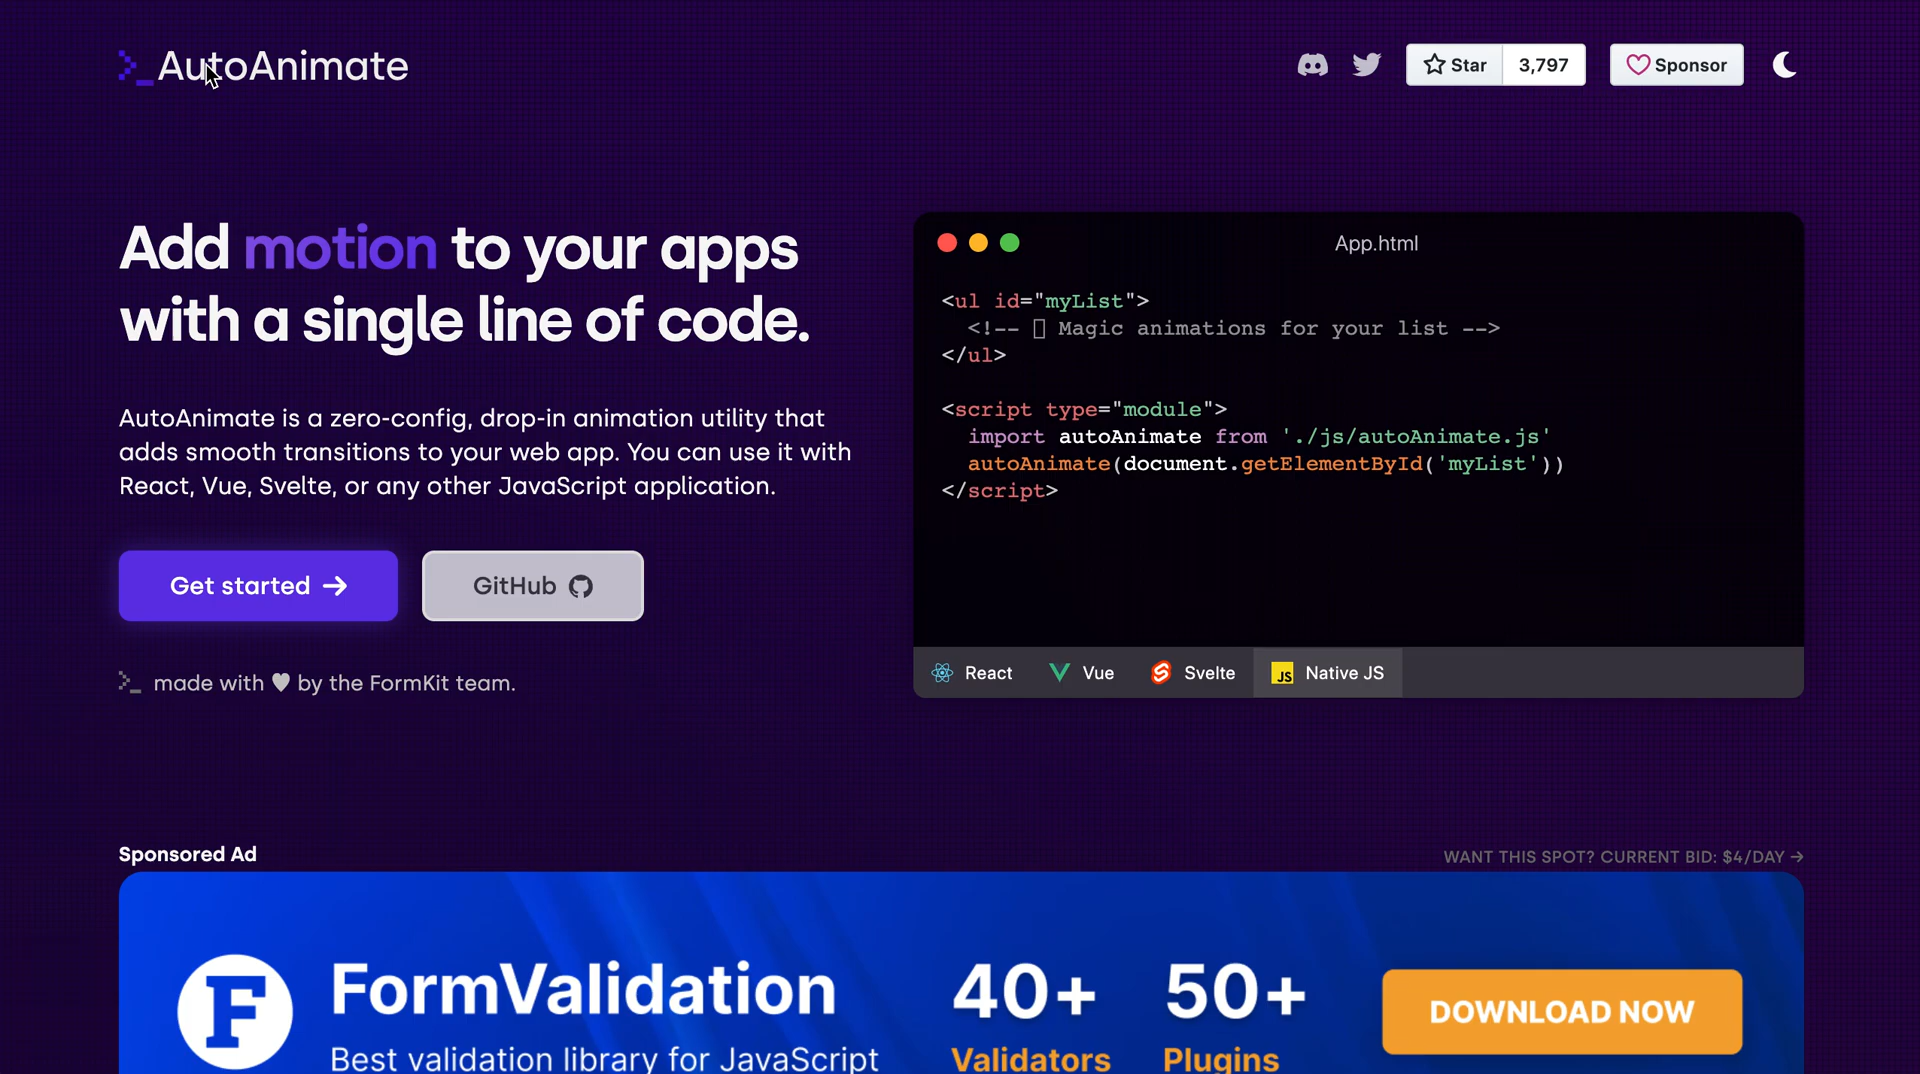 AutoAnimate
Star 3,797
Sponsor
Add motion to your apps
with a single line of code.
AutoAnimate is a zero-config, drop-in animation utility that
adds smooth transitions to your web app. You can use it with
React, Vue, Svelte, or any other JavaScript application.
Get started →
GitHub
made with ♥ by the FormKit team.
App.html
<ul id="myList">
<!-- ▯ Magic animations for your list -->
</ul>
<script type="module">
import autoAnimate from './js/autoAnimate.js'
autoAnimate(document.getElementById('myList'))
</script>
React
Vue
Svelte
JS Native JS
Sponsored Ad
WANT THIS SPOT? CURRENT BID: $4/DAY →
F
FormValidation
Best validation library for JavaScript
40+
Validators
50+
Plugins
DOWNLOAD NOW